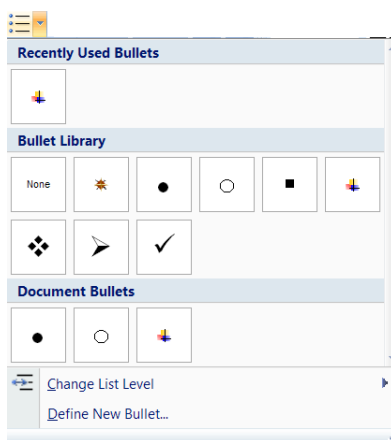 Recently Used Bullets
Bullet Library
None
Document Bullets
Change List Level
Define New Bullet...